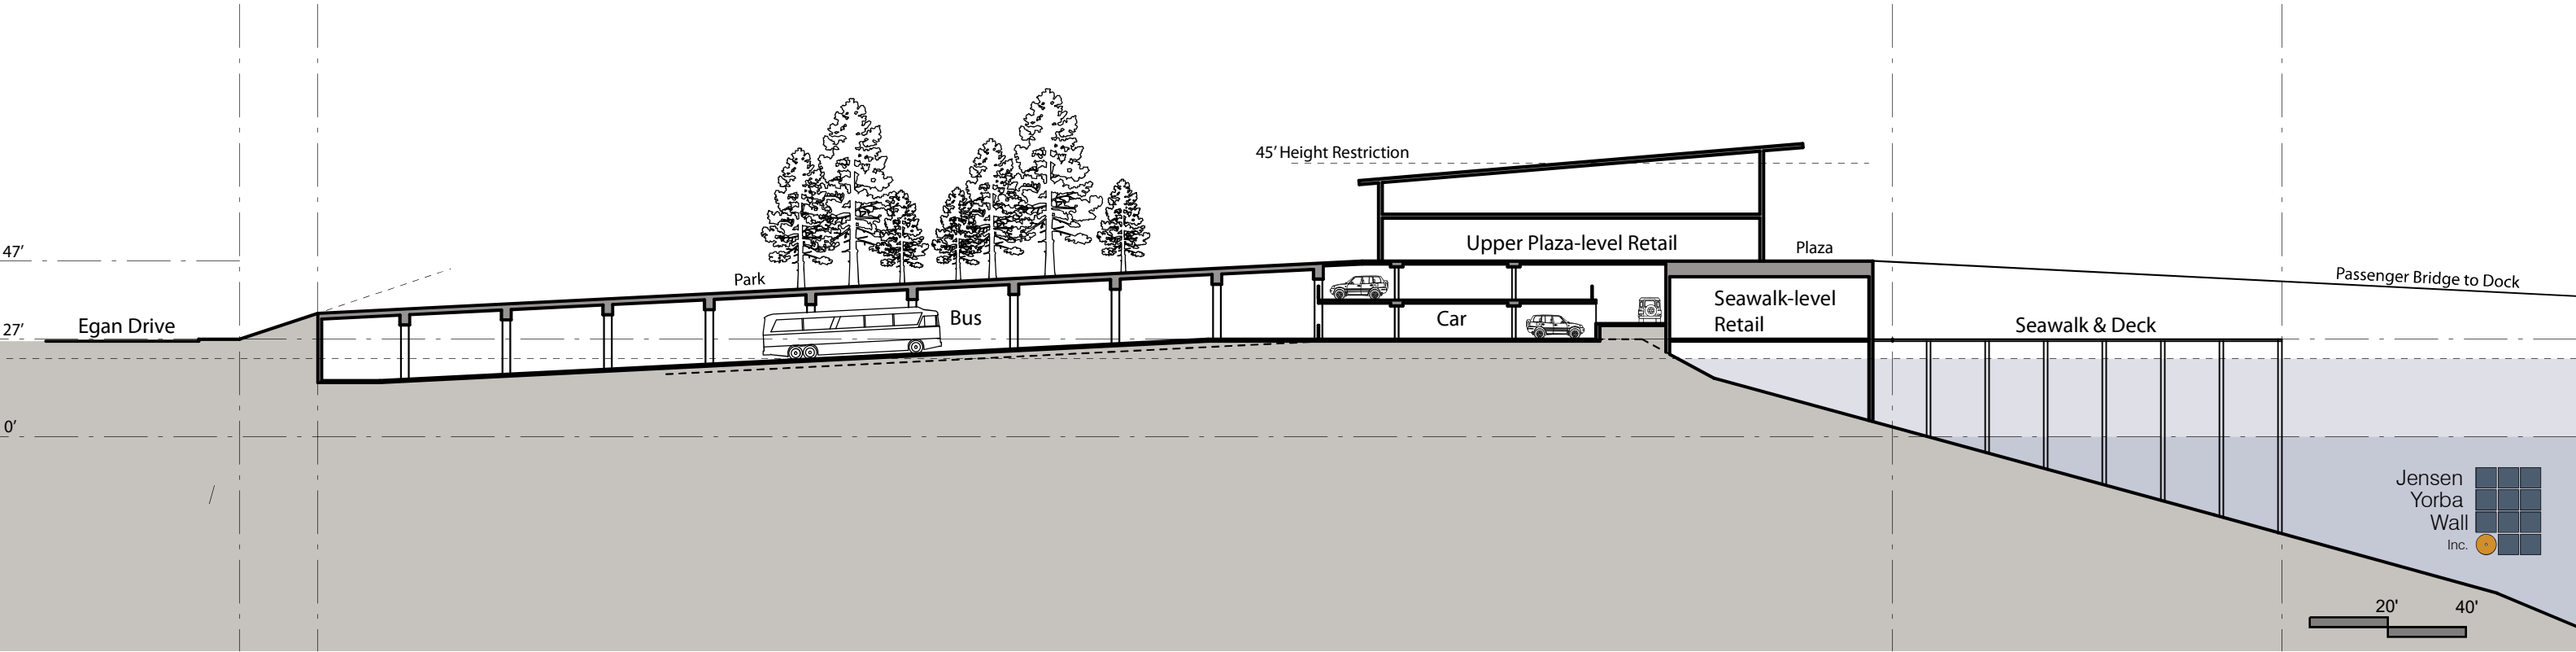 45' Height Restriction
47'
Upper Plaza-level Retail
Plaza
Park
Passenger Bridge to Dock
Egan Drive
27'
Bus
Car
Seawalk-level
Retail
Seawalk & Deck
0'
Jensen
Yorba
Wall
Inc.
20'
40'